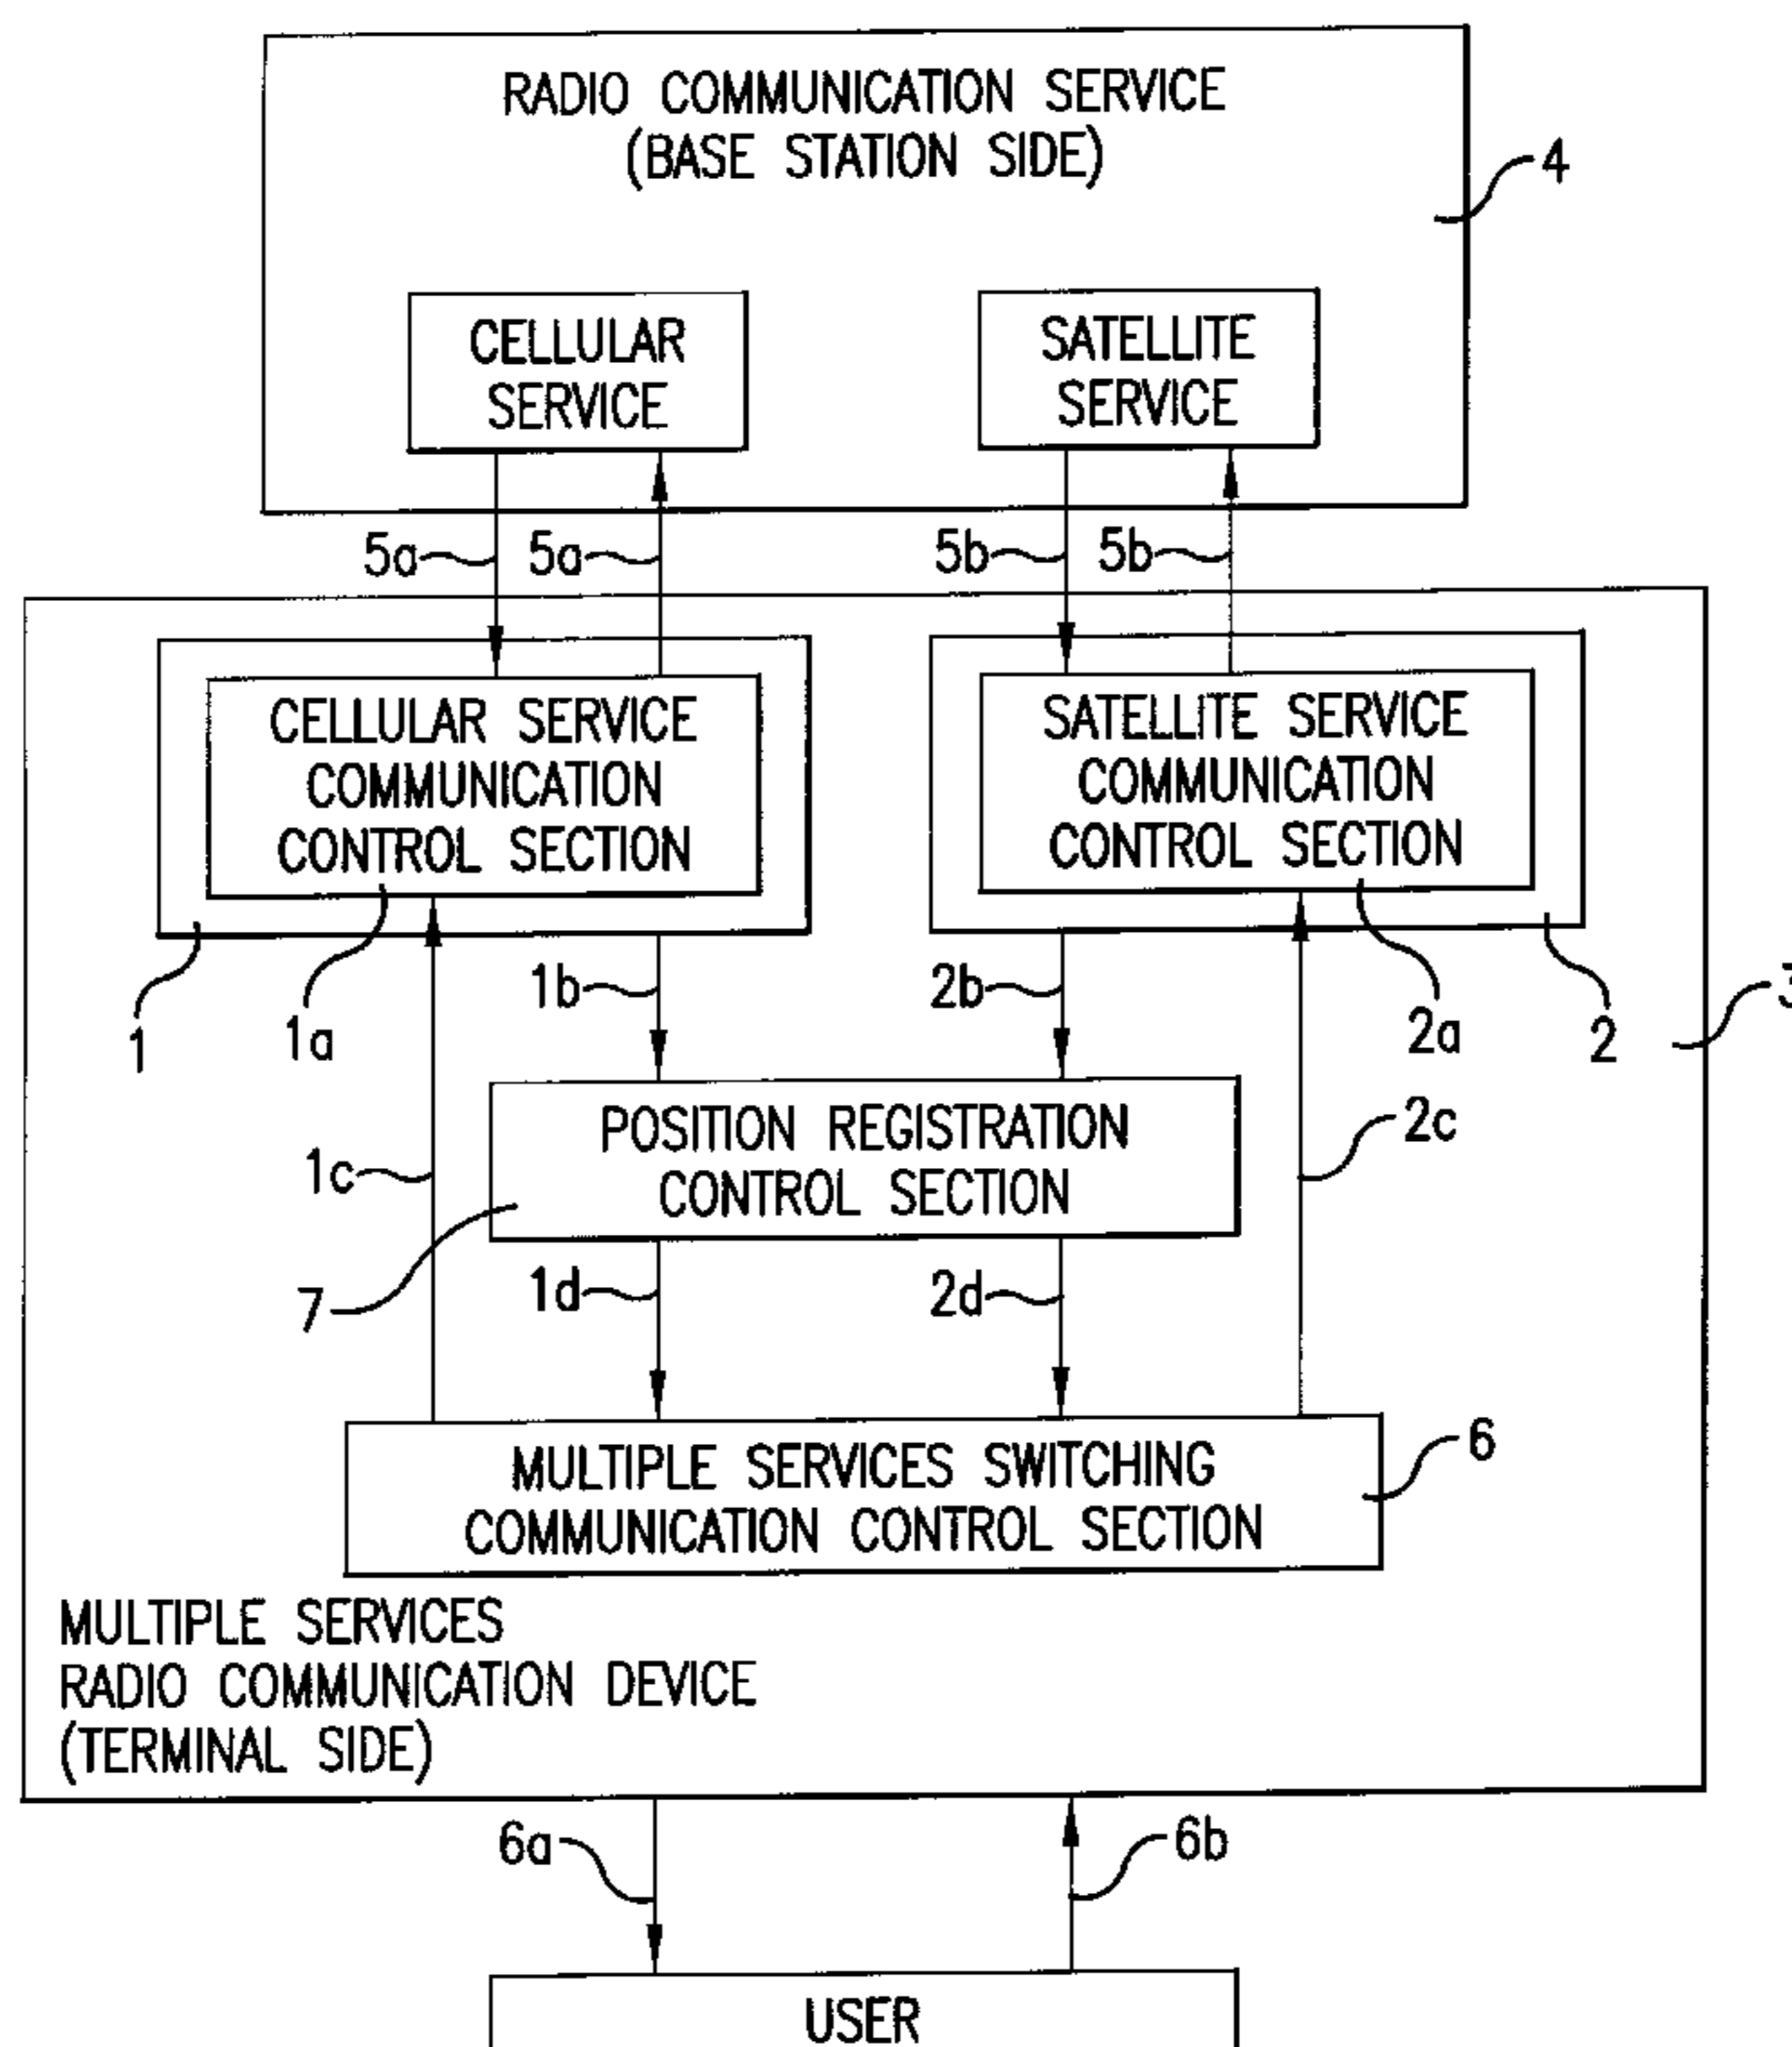 RADIO COMMUNICATION SERVICE
(BASE STATION SIDE)
4
CELLULAR
SERVICE
SATELLITE
SERVICE
5a
5a
5b
5b
CELLULAR SERVICE
COMMUNICATION
CONTROL SECTION
SATELLITE SERVICE
COMMUNICATION
CONTROL SECTION
1
1a
1b
2b
2a
2
3
POSITION REGISTRATION
CONTROL SECTION
1c
2c
7
1d
2d
MULTIPLE SERVICES SWITCHING
COMMUNICATION CONTROL SECTION
6
MULTIPLE SERVICES
RADIO COMMUNICATION DEVICE
(TERMINAL SIDE)
6a
6b
USER